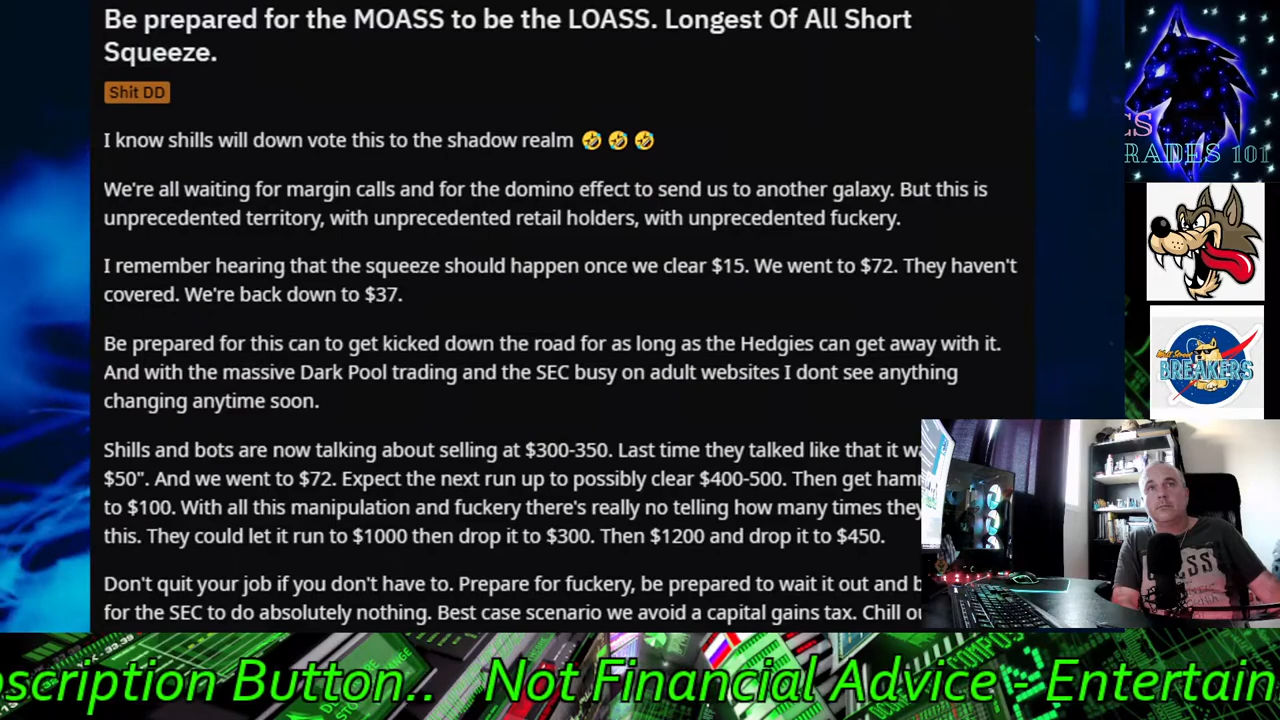 Be prepared for the MOASS to be the LOASS. Longest Of All Short
Squeeze.
Shit DD
I know shills will down vote this to the shadow realm 🤣 🤣 🤣
We're all waiting for margin calls and for the domino effect to send us to another galaxy. But this is
unprecedented territory, with unprecedented retail holders, with unprecedented fuckery.
I remember hearing that the squeeze should happen once we clear $15. We went to $72. They haven't
covered. We're back down to $37.
Be prepared for this can to get kicked down the road for as long as the Hedgies can get away with it.
And with the massive Dark Pool trading and the SEC busy on adult websites I dont see anything
changing anytime soon.
Shills and bots are now talking about selling at $300-350. Last time they talked like that it
$50". And we went to $72. Expect the next run up to possibly clear $400-500. Then get
to $100. With all this manipulation and fuckery there's really no telling how many times they
this. They could let it run to $1000 then drop it to $300. Then $1200 and drop it to $450.
Don't quit your job if you don't have to. Prepare for fuckery, be prepared to wait it out and
for the SEC to do absolutely nothing. Best case scenario we avoid a capital gains tax. Chill
RADES 101
BREAKERS
scription Button.. Not Financial Advice - Entertain